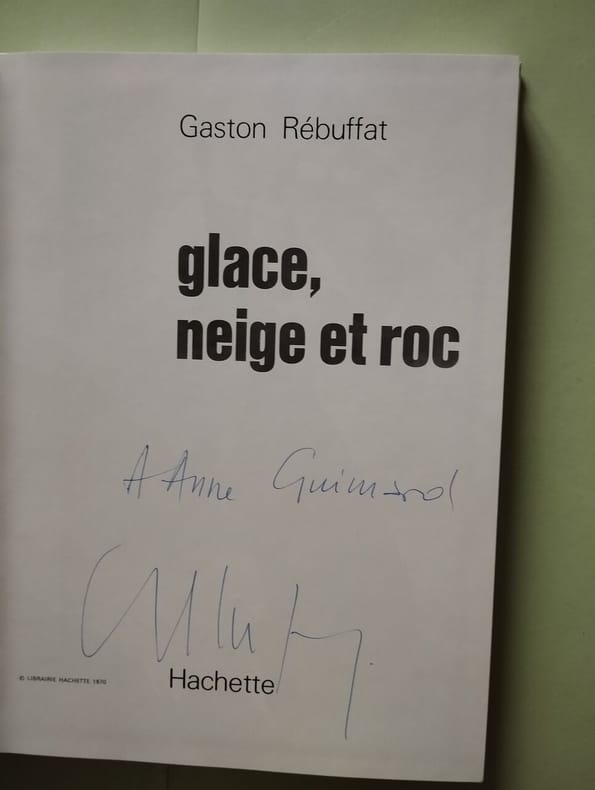 Gaston Rébuffat
glace,
neige et roc
A Anne Guimard
Hachette
© LIBRAIRIE HACHETTE 1970